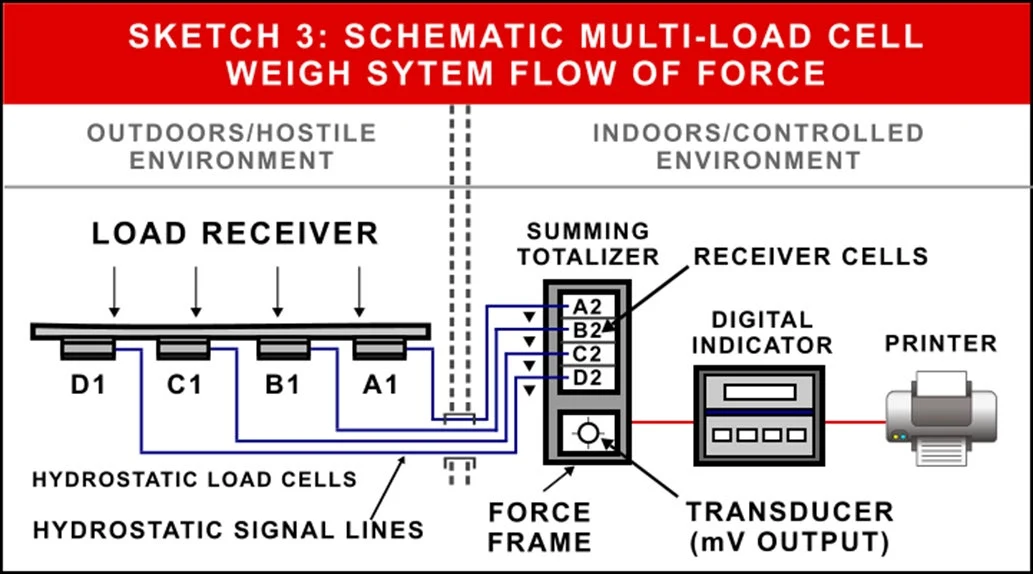 SKETCH 3: SCHEMATIC MULTI-LOAD CELL
WEIGH SYTEM FLOW OF FORCE
OUTDOORS/HOSTILE
ENVIRONMENT
INDOORS/CONTROLLED
ENVIRONMENT
LOAD RECEIVER
SUMMING
TOTALIZER
RECEIVER CELLS
A2
B2
C2
D2
DIGITAL
INDICATOR
PRINTER
D1
C1
B1
A1
HYDROSTATIC LOAD CELLS
HYDROSTATIC SIGNAL LINES
FORCE
FRAME
TRANSDUCER
(mV OUTPUT)